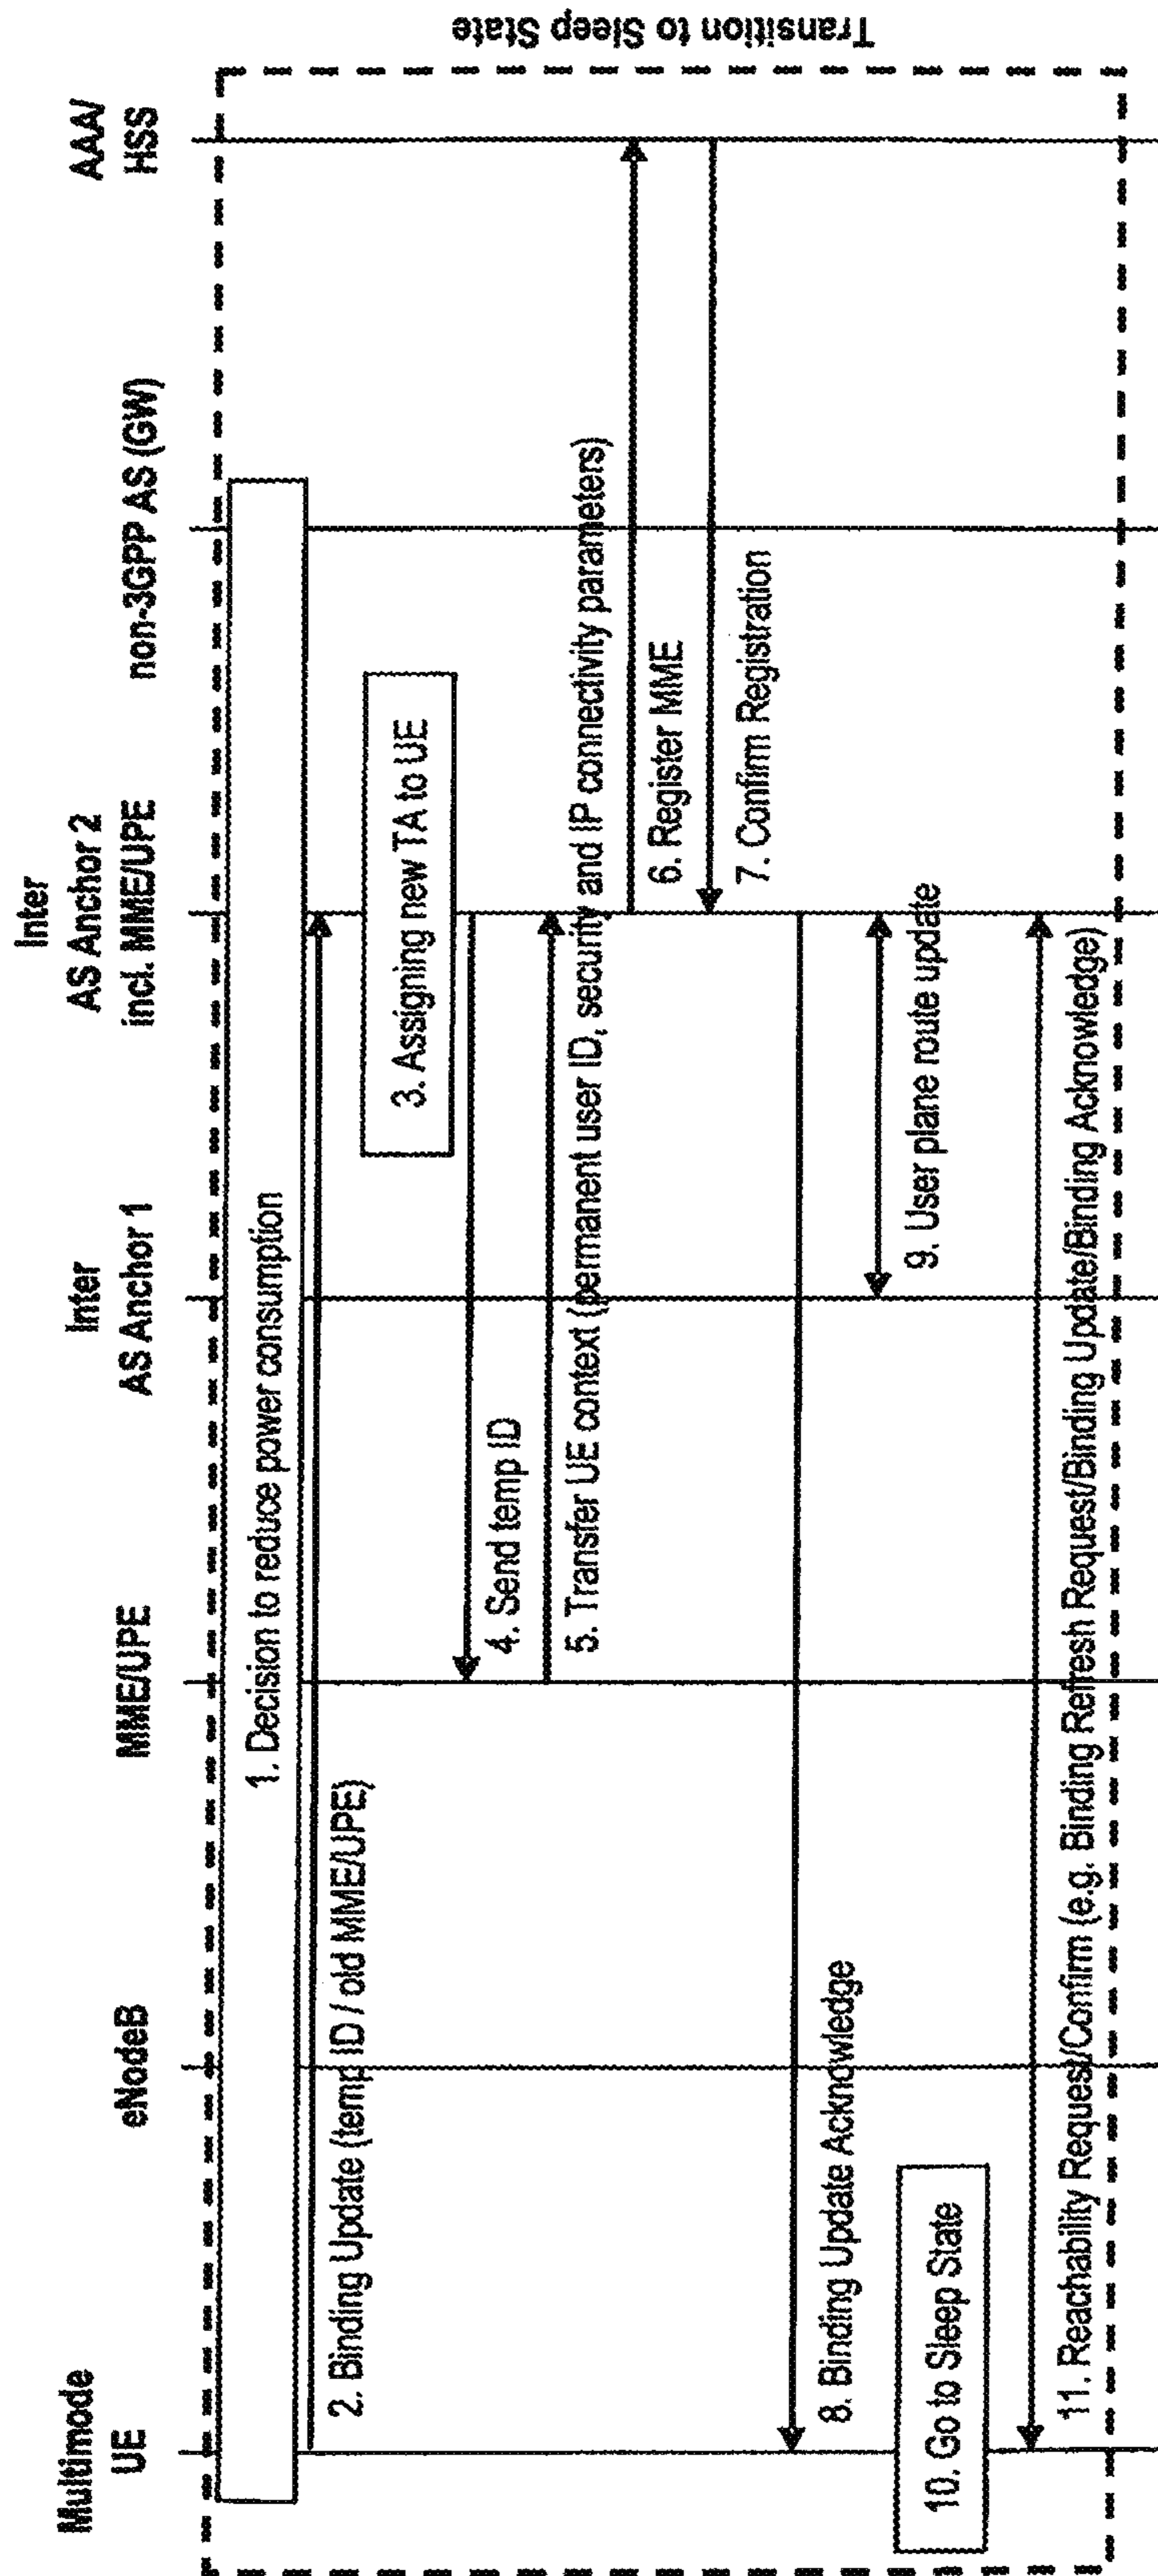 Multimode
UE
eNodeB
MME/UPE
Inter
AS Anchor 1
Inter
AS Anchor 2
incl. MME/UPE
non-3GPP AS (GW)
AAA/
HSS
1. Decision to reduce power consumption
2. Binding Update (temp ID / old MME/UPE)
3. Assigning new TA to UE
4. Send temp ID
5. Transfer UE context (permanent user ID, security and IP connectivity parameters)
6. Register MME
7. Confirm Registration
8. Binding Update Acknowledge
9. User plane route update
10. Go to Sleep State
11. Reachability Request/Confirm (e.g. Binding Refresh Request/Binding Update/Binding Acknowledge)
Transition to Sleep State